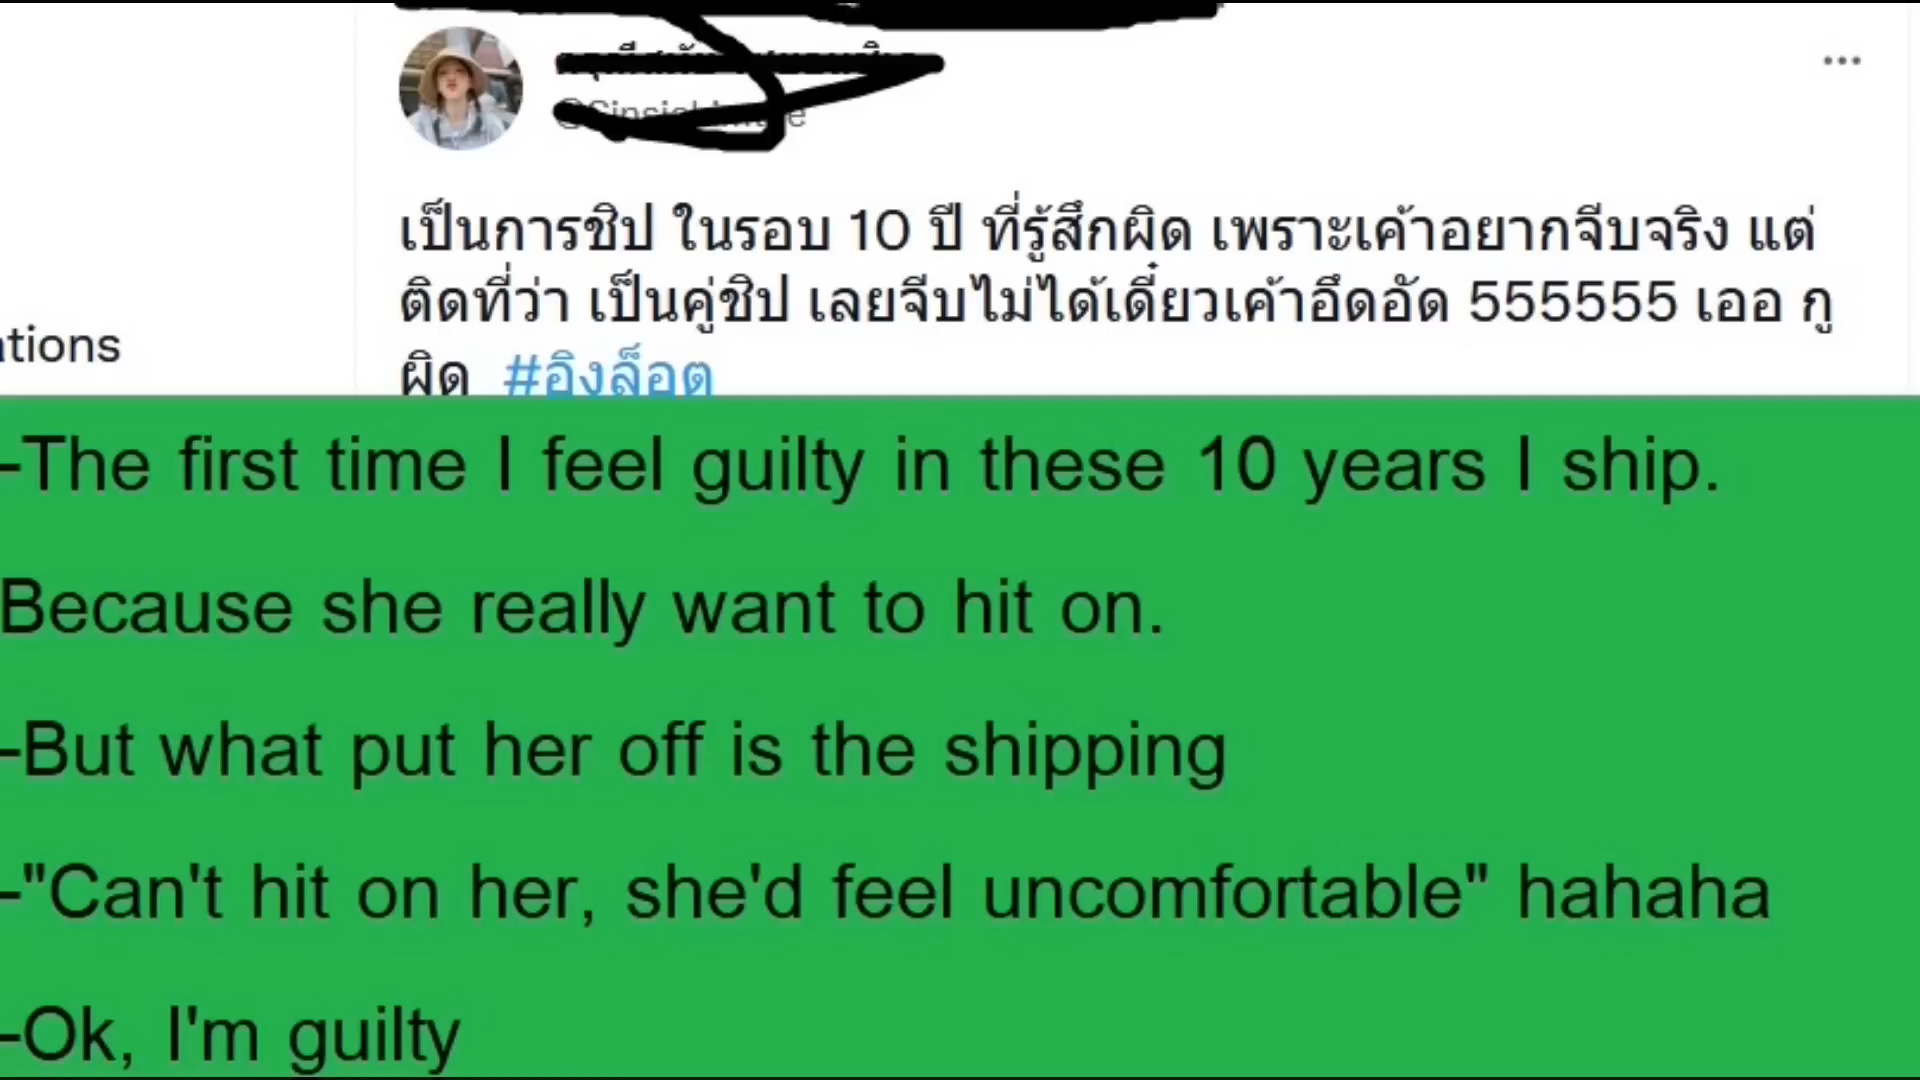 เป็นการชิป ในรอบ 10 ปี ที่รู้สึกผิด เพราะเค้าอยากจีบจริง แต่
ติดที่ว่า เป็นคู่ชิป เลยจีบไม่ได้เดี๋ยวเค้าอึดอัด 555555 เออ กู
ations
ผิด #อิงล็อต
-The first time I feel guilty in these 10 years I ship.
Because she really want to hit on.
-But what put her off is the shipping
-"Can't hit on her, she'd feel uncomfortable" hahaha
-Ok, I'm guilty